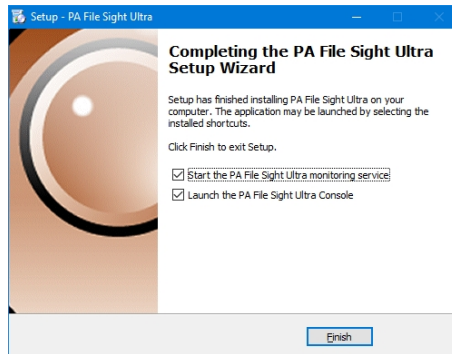 Setup - PA File Sight Ultra
Completing the PA File Sight Ultra
Setup Wizard
Setup has finished installing PA File Sight Ultra on your
computer. The application may be launched by selecting the
installed shortcuts.
Click Finish to exit Setup.
Start the PA File Sight Ultra monitoring service
Launch the PA File Sight Ultra Console
Finish